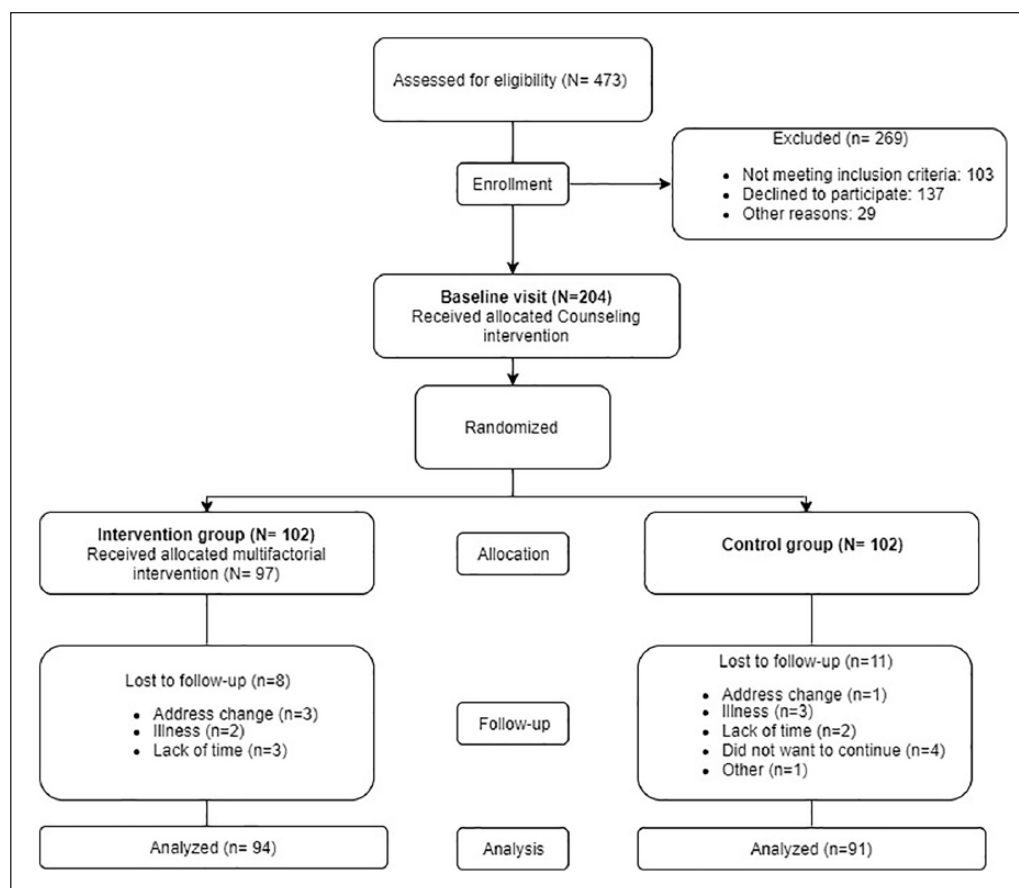 Assessed for eligibility (N= 473)
Excluded (n= 269)
• Not meeting inclusion criteria: 103
• Declined to participate: 137
• Other reasons: 29
Enrollment
Baseline visit (N=204)
Received allocated Counseling
intervention
Randomized
Intervention group (N= 102)
Received allocated multifactorial
intervention (N= 97)
Allocation
Control group (N= 102)
Lost to follow-up (n=8)
• Address change (n=3)
• Illness (n=2)
• Lack of time (n=3)
Follow-up
Lost to follow-up (n=11)
• Address change (n=1)
• Illness (n=3)
• Lack of time (n=2)
• Did not want to continue (n=4)
• Other (n=1)
Analyzed (n= 94)
Analysis
Analyzed (n=91)